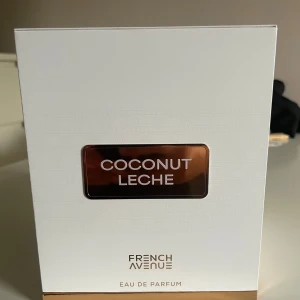 COCONUT
LECHE
FRENCH
AVENUE
EAU DE PARFUM